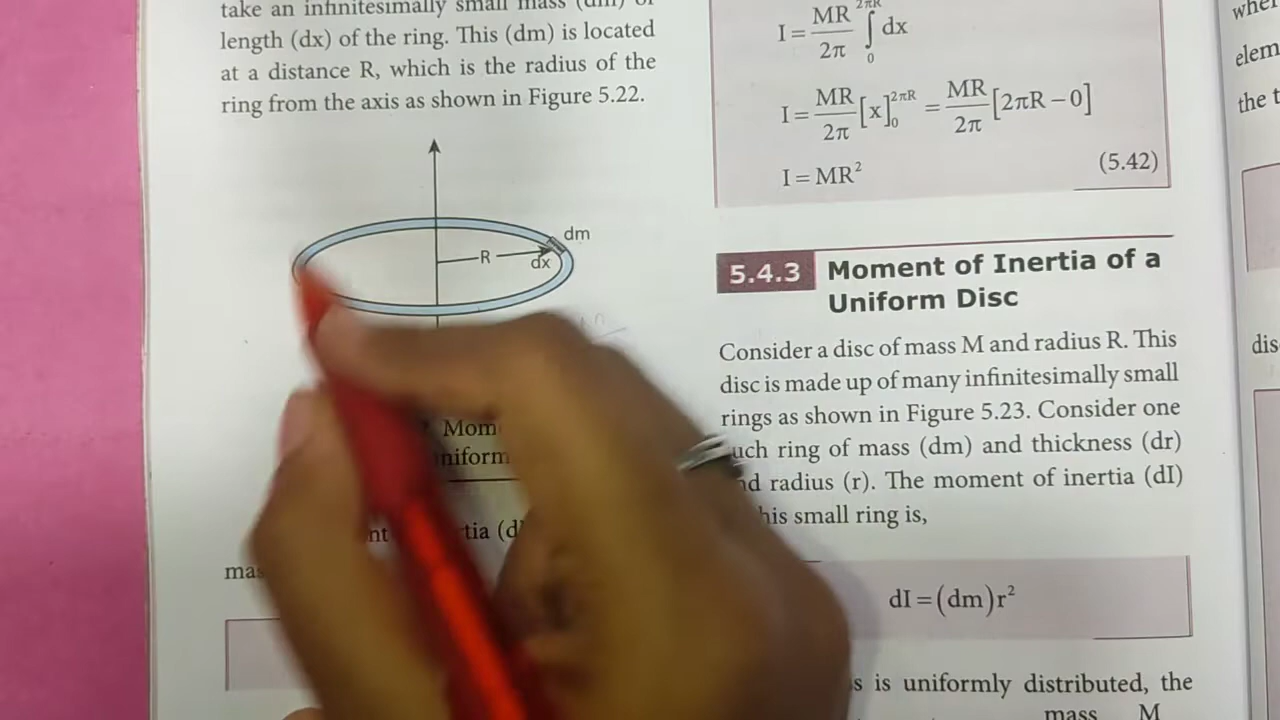 take an infinitesimally small mass (dm) of
length (dx) of the ring. This (dm) is located
at a distance R, which is the radius of the
ring from the axis as shown in Figure 5.22.
dm
R
dx
Mom
niform
nt tia (d
mas
I = MR/2π ∫₀^2πR dx
I = MR/2π [x]₀^2πR = MR/2π [2πR – 0]
I = MR² (5.42)
5.4.3 Moment of Inertia of a
Uniform Disc
Consider a disc of mass M and radius R. This
disc is made up of many infinitesimally small
rings as shown in Figure 5.23. Consider one
uch ring of mass (dm) and thickness (dr)
nd radius (r). The moment of inertia (dI)
his small ring is,
dI = (dm)r²
s is uniformly distributed, the
mass M
elem
the t
dis